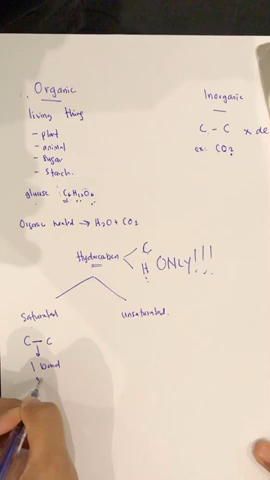 Organic
living thing
- plant
- animal
- sugar
- starch.
glucose : C6H12O6
Organic heated → H2O + CO2
Inorganic
C - C x de
ex: CO2
Hydrocarbon
C
H
ONLY!!!
Saturated
C - C
1 bond
Unsaturated.